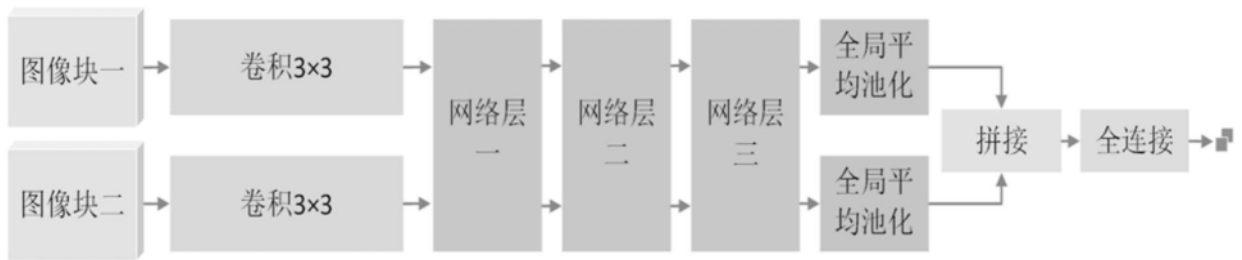 图像块一
卷积3×3
网络层
一
网络层
二
网络层
三
全局平
均池化
图像块二
卷积3×3
全局平
均池化
拼接
全连接